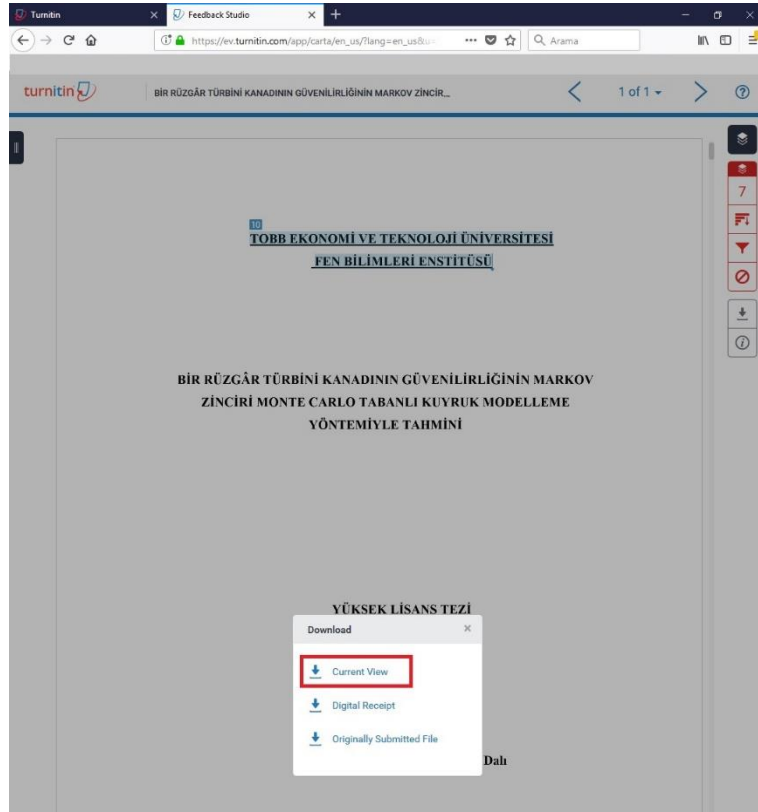 Turnitin
Feedback Studio
https://ev.turnitin.com/app/carta/en_us/?lang=en_us&
Arama
turnitin
BİR RÜZGÂR TÜRBİNİ KANADININ GÜVENİLİRLİĞİNİN MARKOV ZİNCİR...
1 of 1
7
10
TOBB EKONOMİ VE TEKNOLOJİ ÜNİVERSİTESİ
FEN BİLİMLERİ ENSTİTÜSÜ
BİR RÜZGÂR TÜRBİNİ KANADININ GÜVENİLİRLİĞİNİN MARKOV
ZİNCİRİ MONTE CARLO TABANLI KUYRUK MODELLEME
YÖNTEMİYLE TAHMİNİ
YÜKSEK LİSANS TEZİ
Download
Current View
Digital Receipt
Originally Submitted File
Dalı